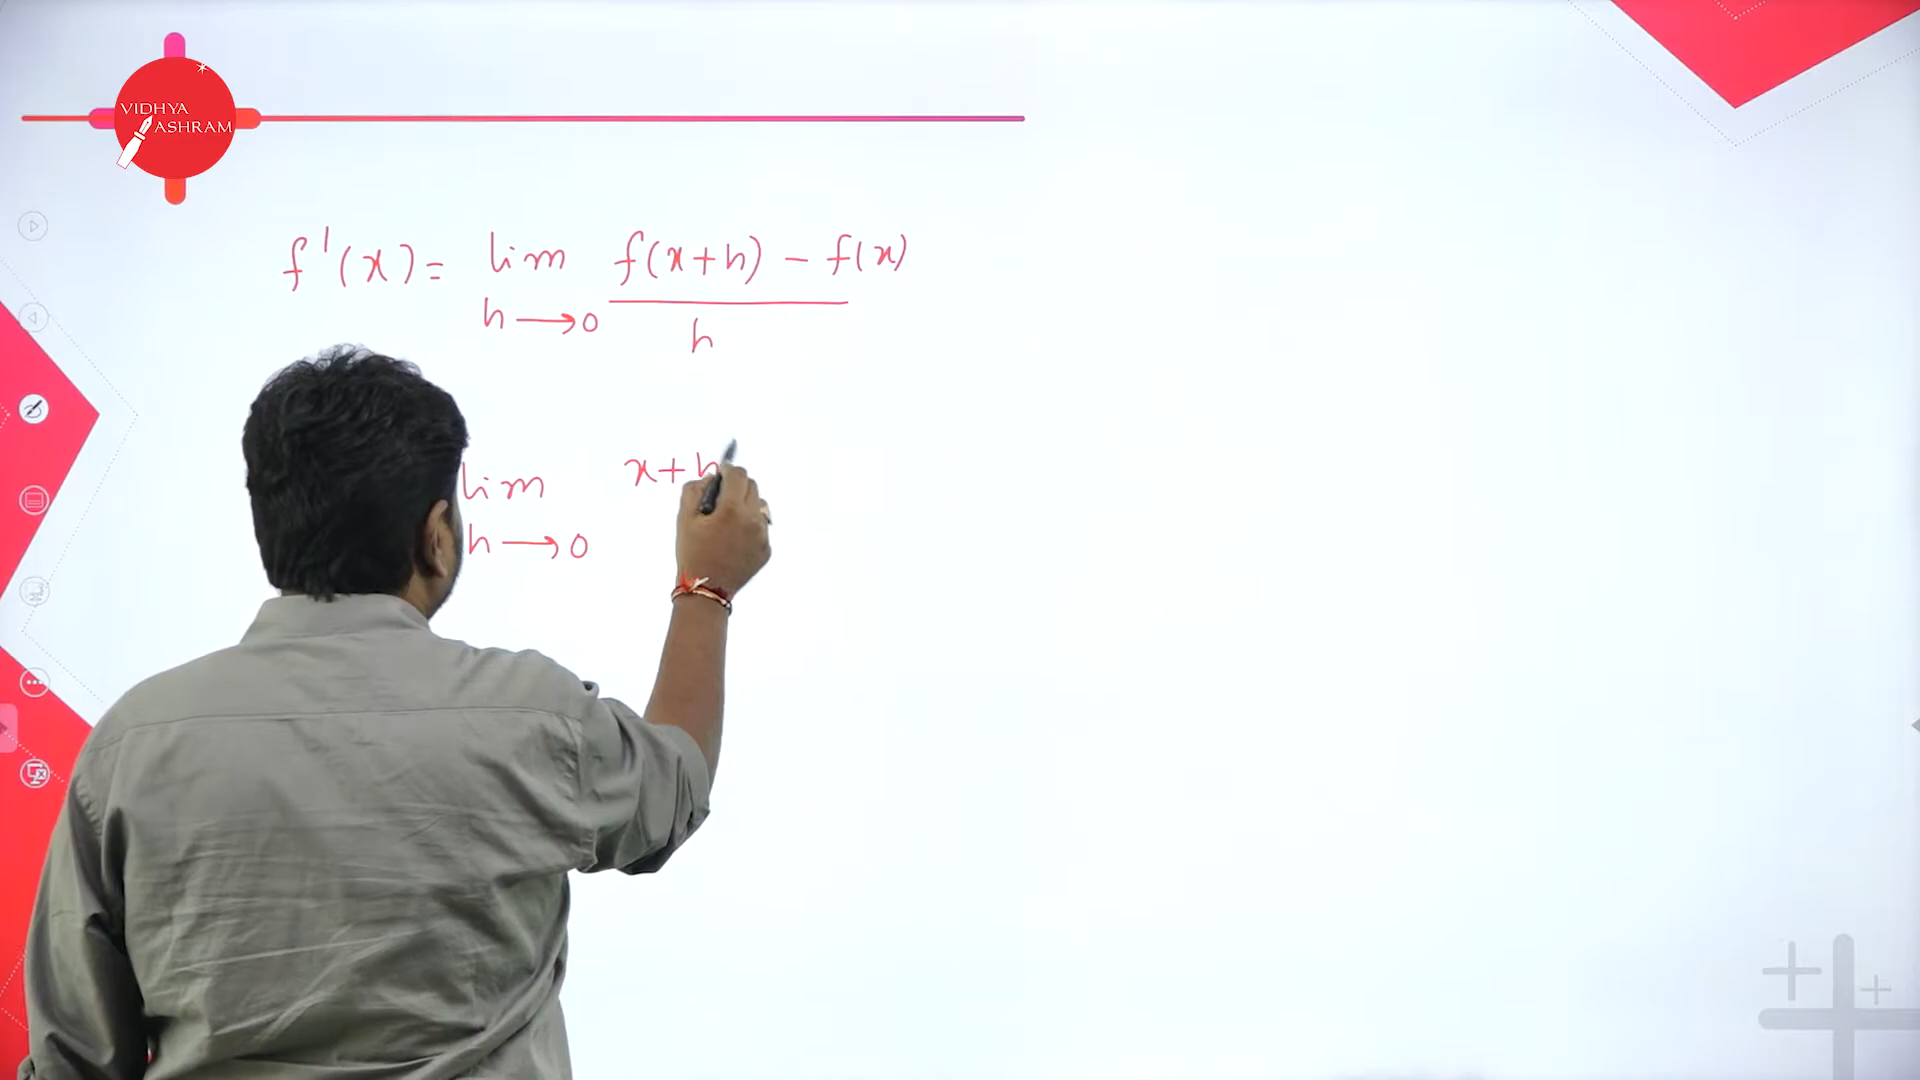 VIDHYA
ASHRAM
f'(x) = lim f(x+h) - f(x)
h→0 h
lim x+h
h→0